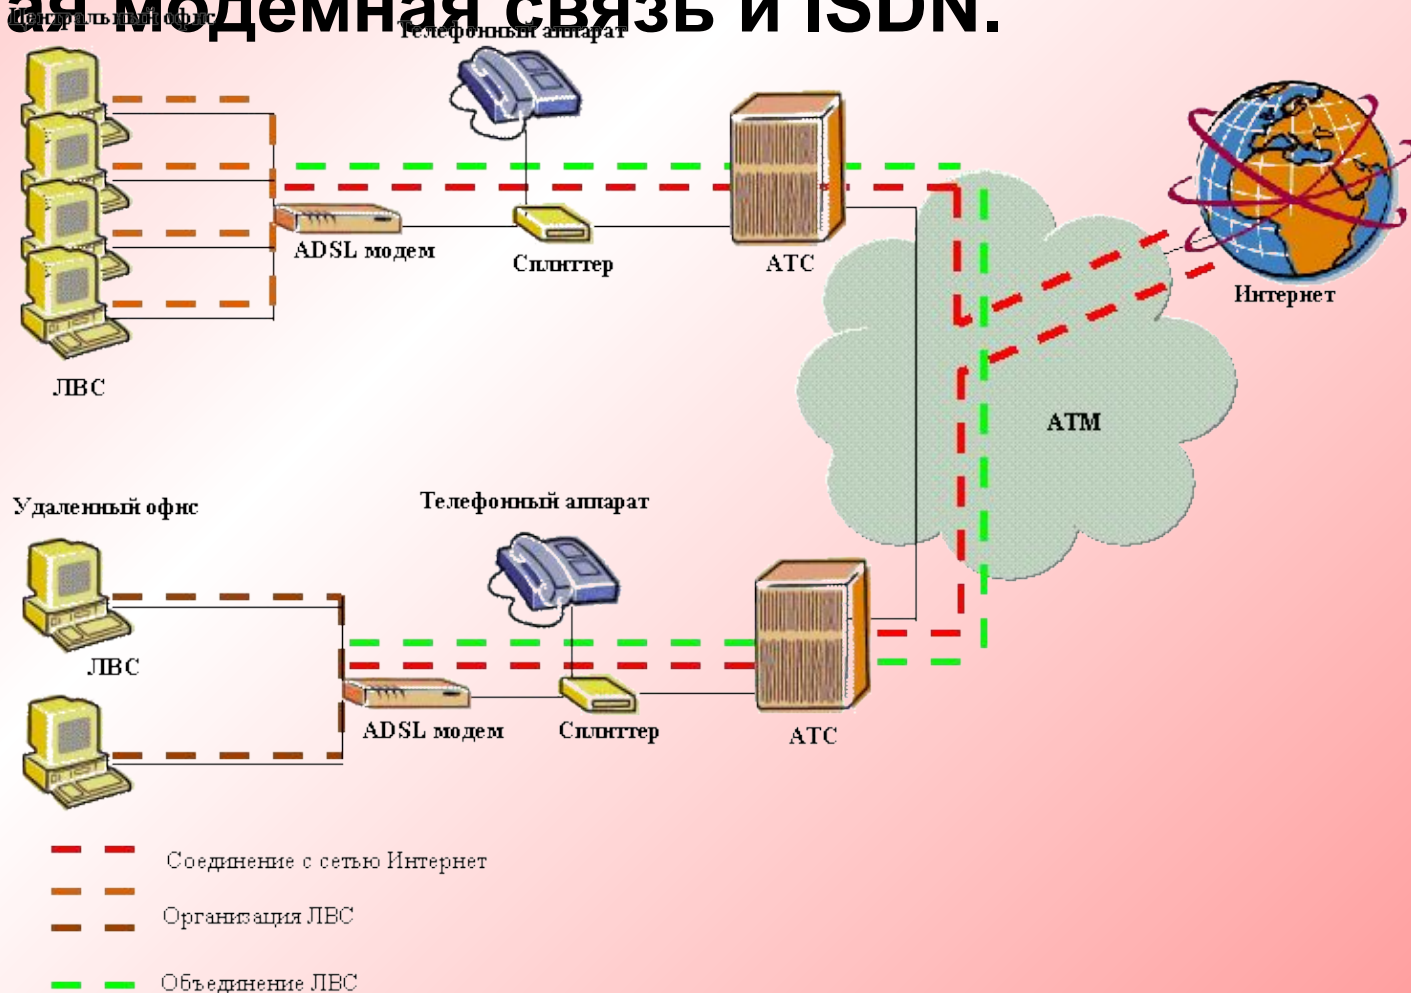 ая модемная связь и ISDN.
Центральный офис
Телефонный аппарат
ADSL модем
Сплиттер
АТС
Интернет
ЛВС
АТМ
Удаленный офис
Телефонный аппарат
ЛВС
ADSL модем
Сплиттер
АТС
Соединение с сетью Интернет
Организация ЛВС
Объединение ЛВС